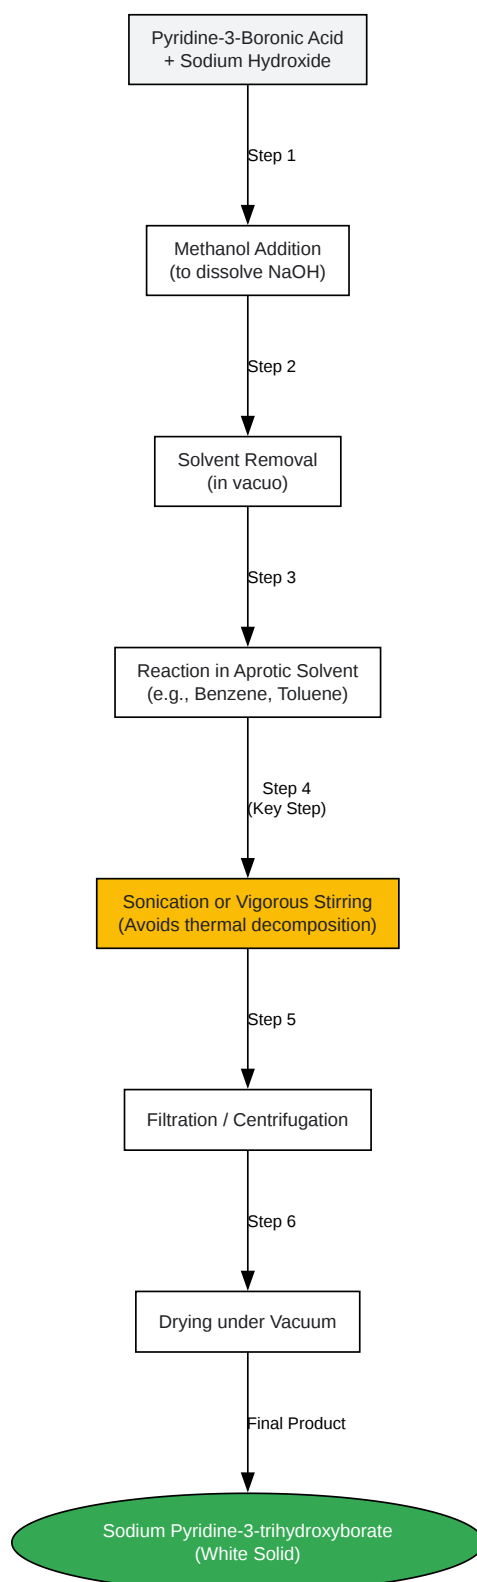 Pyridine-3-Boronic Acid
+ Sodium Hydroxide
Step 1
Methanol Addition
(to dissolve NaOH)
Step 2
Solvent Removal
(in vacuo)
Step 3
Reaction in Aprotic Solvent
(e.g., Benzene, Toluene)
Step 4
(Key Step)
Sonication or Vigorous Stirring
(Avoids thermal decomposition)
Step 5
Filtration / Centrifugation
Step 6
Drying under Vacuum
Final Product
Sodium Pyridine-3-trihydroxyborate
(White Solid)